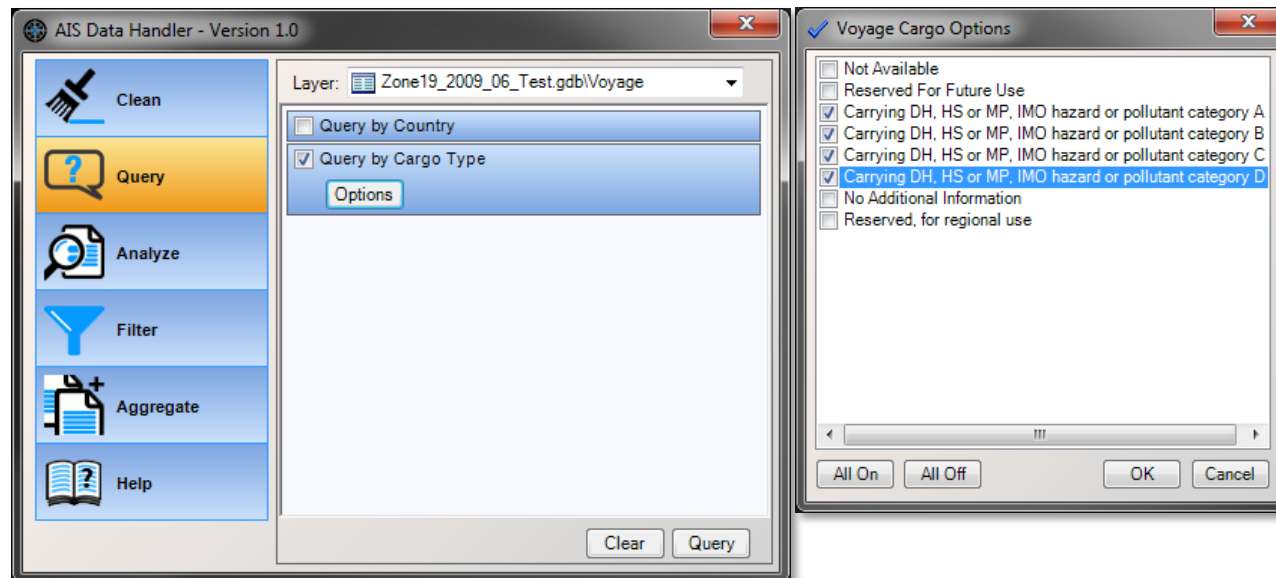 AIS Data Handler - Version 1.0
Clean
Query
Analyze
Filter
Aggregate
Help
Layer: Zone19_2009_06_Test.gdb\Voyage
Query by Country
Query by Cargo Type
Options
Clear Query
Voyage Cargo Options
Not Available
Reserved For Future Use
Carrying DH, HS or MP, IMO hazard or pollutant category A
Carrying DH, HS or MP, IMO hazard or pollutant category B
Carrying DH, HS or MP, IMO hazard or pollutant category C
Carrying DH, HS or MP, IMO hazard or pollutant category D
No Additional Information
Reserved, for regional use
All On All Off OK Cancel